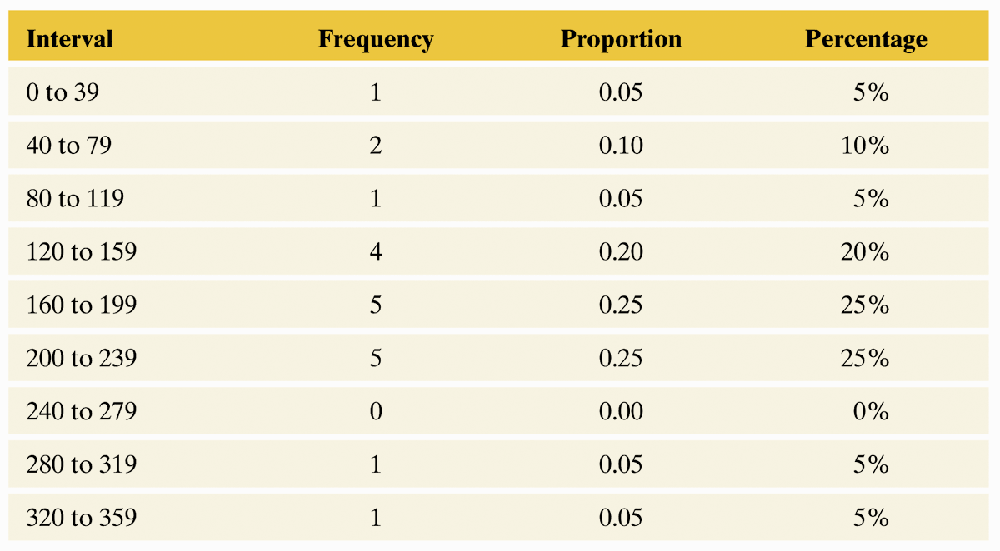 Interval Frequency Proportion Percentage
0 to 39 1 0.05 5%
40 to 79 2 0.10 10%
80 to 119 1 0.05 5%
120 to 159 4 0.20 20%
160 to 199 5 0.25 25%
200 to 239 5 0.25 25%
240 to 279 0 0.00 0%
280 to 319 1 0.05 5%
320 to 359 1 0.05 5%